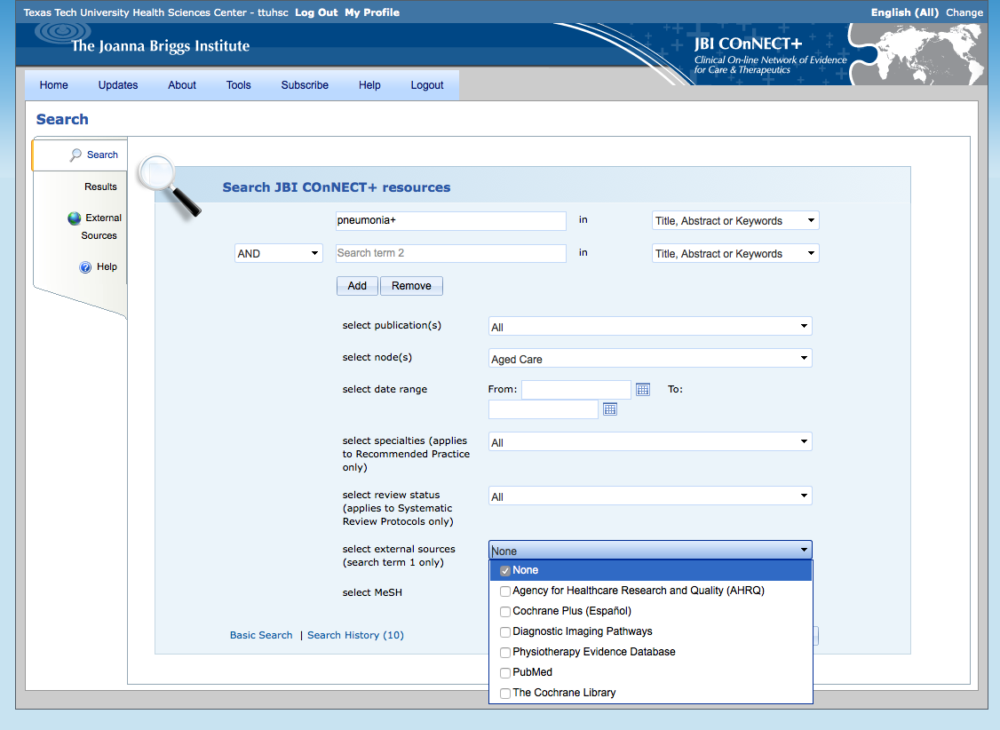 Texas Tech University Health Sciences Center - ttuhsc Log Out My Profile
English (All) Change
The Joanna Briggs Institute
JBI COnNECT+
Clinical On-line Network of Evidence
for Care & Therapeutics
Home Updates About Tools Subscribe Help Logout
Search
Search
Results
External
Sources
Help
Search JBI COnNECT+ resources
pneumonia+ in Title, Abstract or Keywords
AND Search term 2 in Title, Abstract or Keywords
Add Remove
select publication(s) All
select node(s) Aged Care
select date range From: To:
select specialties (applies
to Recommended Practice
only)
All
select review status
(applies to Systematic
Review Protocols only)
All
select external sources
(search term 1 only)
None
None
Agency for Healthcare Research and Quality (AHRQ)
Cochrane Plus (Español)
Diagnostic Imaging Pathways
Physiotherapy Evidence Database
PubMed
The Cochrane Library
select MeSH
Basic Search | Search History (10)